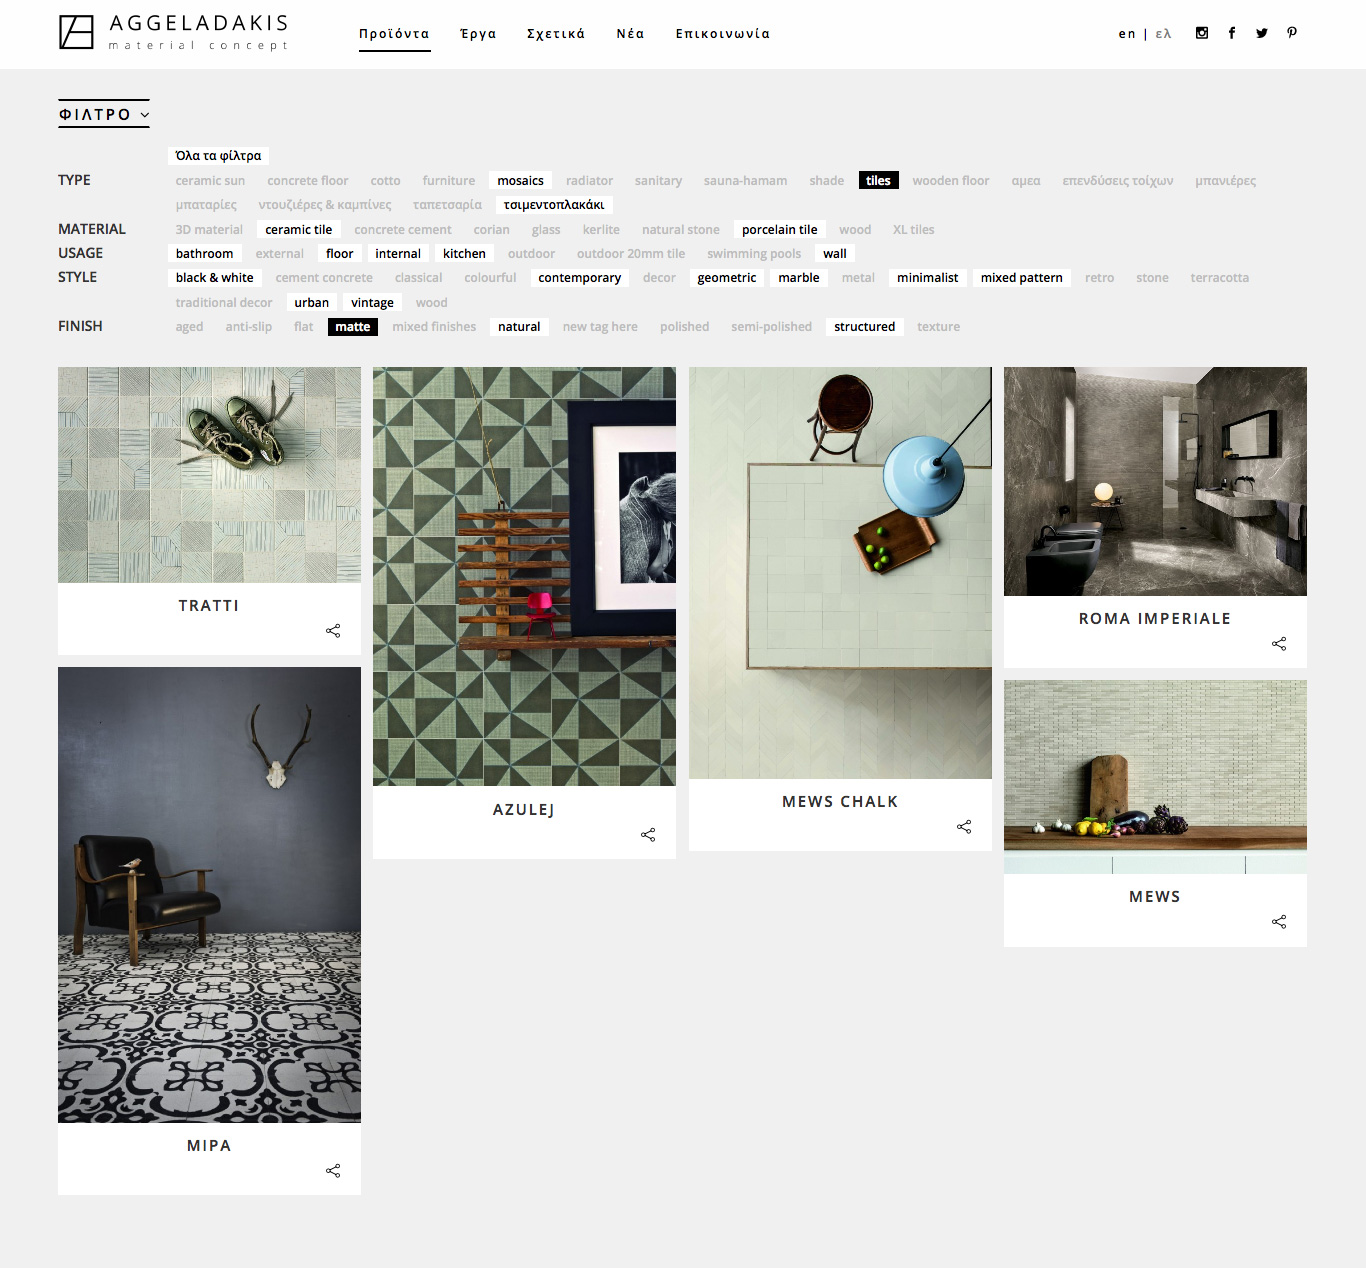 AGGELADAKIS
material concept
Προϊόντα Έργα Σχετικά Νέα Επικοινωνία
en | ελ
ΦΙΛΤΡΟ
Όλα τα φίλτρα
TYPE ceramic sun concrete floor cotto furniture mosaics radiator sanitary sauna-hamam shade tiles wooden floor αμεα επενδύσεις τοίχων μπανιέρες
μπαταρίες ντουζιέρες & καμπίνες ταπετσαρία τσιμεντοπλακάκι
MATERIAL 3D material ceramic tile concrete cement corian glass kerlite natural stone porcelain tile wood XL tiles
USAGE bathroom external floor internal kitchen outdoor outdoor 20mm tile swimming pools wall
STYLE black & white cement concrete classical colourful contemporary decor geometric marble metal minimalist mixed pattern retro stone terracotta
traditional decor urban vintage wood
FINISH aged anti-slip flat matte mixed finishes natural new tag here polished semi-polished structured texture
TRATTI
AZULEJ
MEWS CHALK
ROMA IMPERIALE
MEWS
MIPA